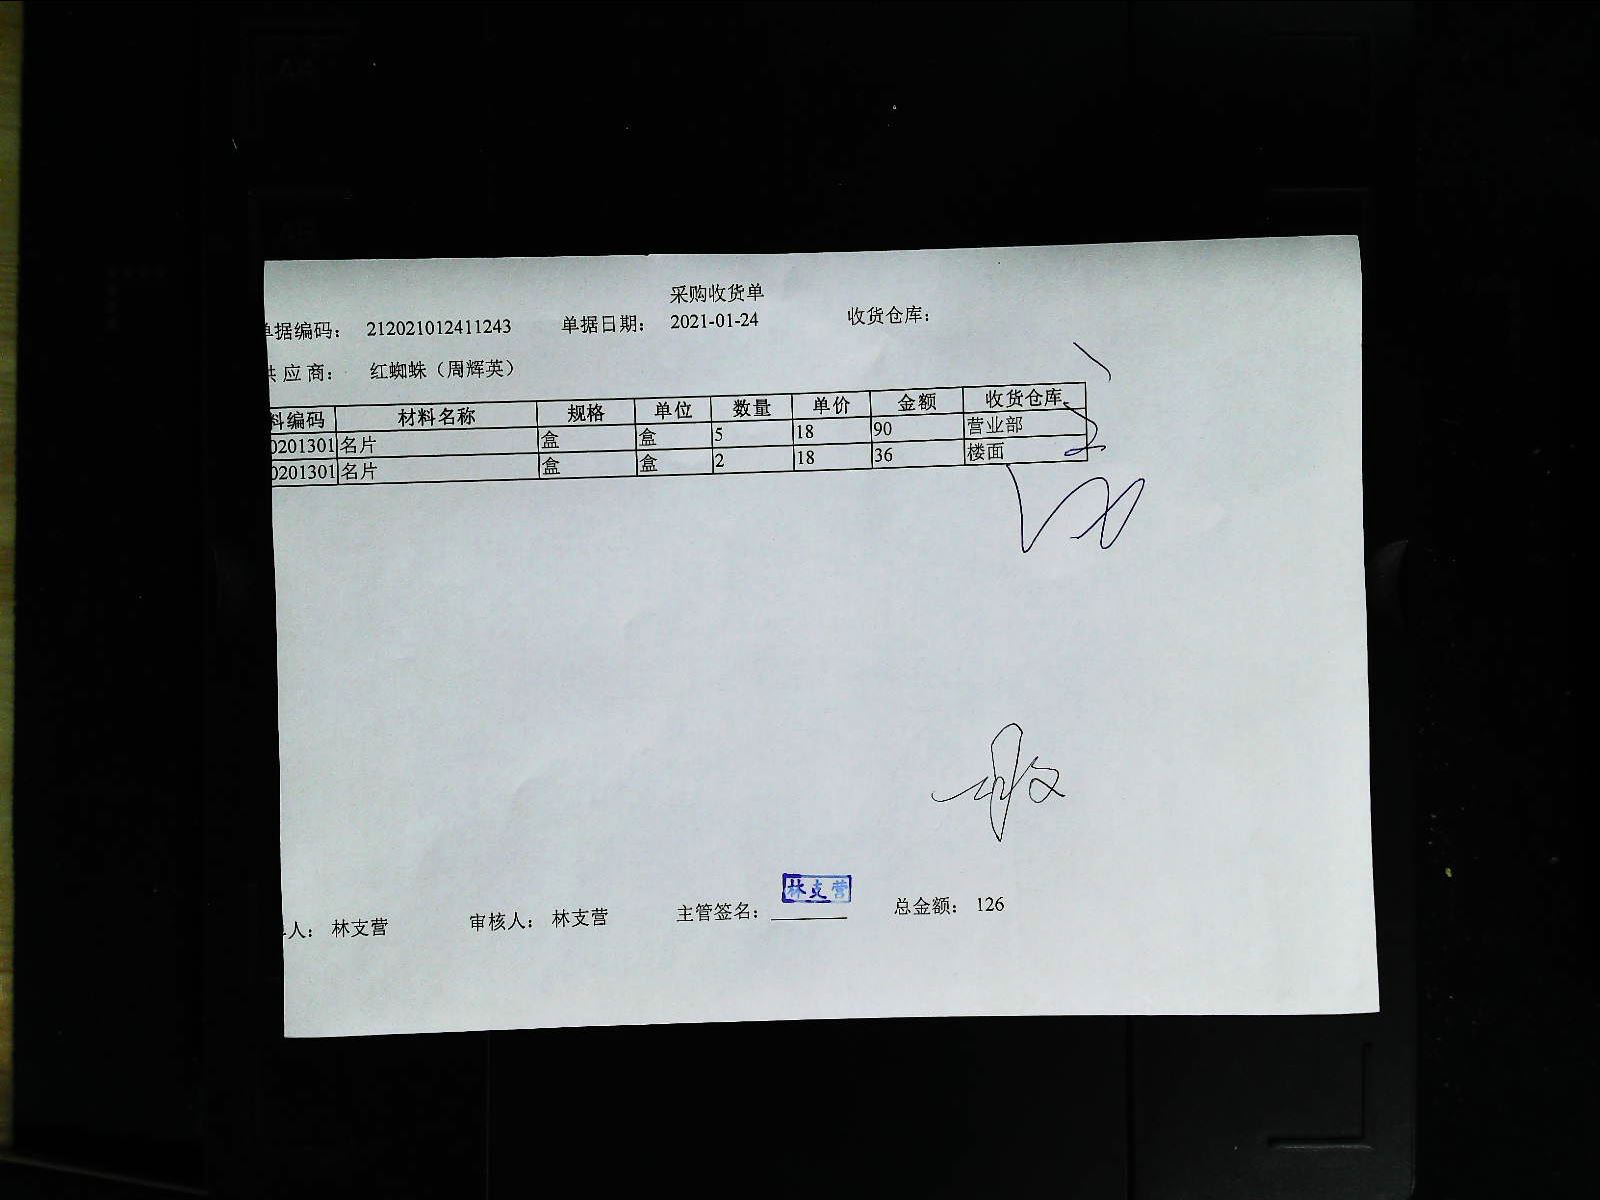 采购收货单
单据编码： 212021012411243 单据日期： 2021-01-24 收货仓库：
供应商： 红蜘蛛（周辉英）
料编码 材料名称 规格 单位 数量 单价 金额 收货仓库
0201301 名片 盒 盒 5 18 90 营业部
0201301 名片 盒 盒 2 18 36 楼面
林支营
人： 林支营 审核人： 林支营 主管签名： 总金额： 126